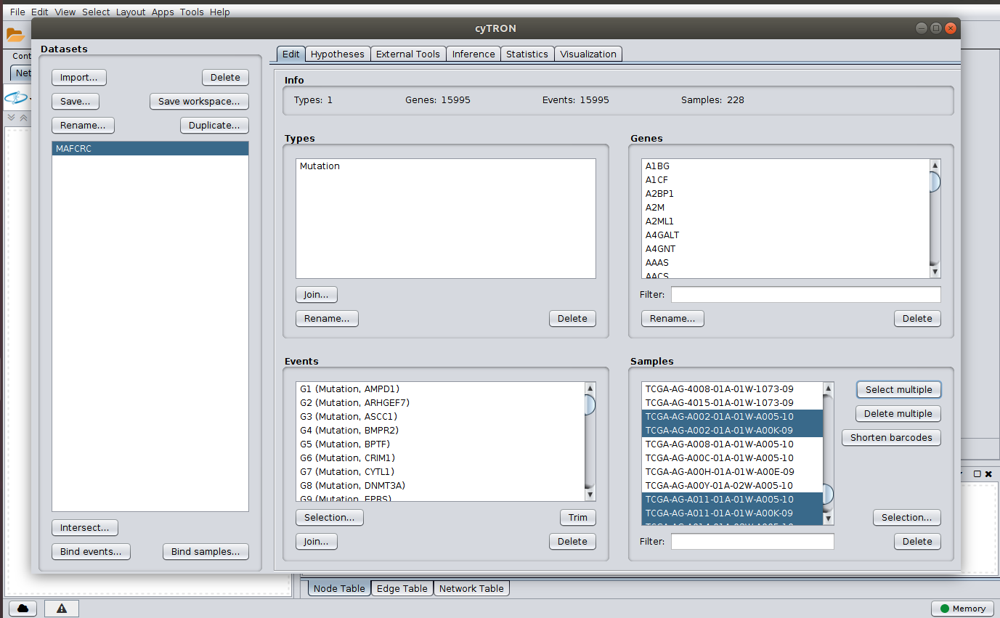 File Edit View Select Layout Apps Tools Help
cyTRON
Cont
Net
Datasets
Import... Delete
Save... Save workspace...
Rename... Duplicate...
MAFCRC
Intersect...
Bind events... Bind samples...
Edit Hypotheses External Tools Inference Statistics Visualization
Info
Types: 1 Genes: 15995 Events: 15995 Samples: 228
Types
Mutation
Join...
Rename... Delete
Genes
A1BG
A1CF
A2BP1
A2M
A2ML1
A4GALT
A4GNT
AAAS
AACS
Filter:
Rename... Delete
Events
G1 (Mutation, AMPD1)
G2 (Mutation, ARHGEF7)
G3 (Mutation, ASCC1)
G4 (Mutation, BMPR2)
G5 (Mutation, BPTF)
G6 (Mutation, CRIM1)
G7 (Mutation, CYTL1)
G8 (Mutation, DNMT3A)
G9 (Mutation, EPRS)
Selection... Trim
Join... Delete
Samples
TCGA-AG-4008-01A-01W-1073-09
TCGA-AG-4015-01A-01W-1073-09
TCGA-AG-A002-01A-01W-A005-10
TCGA-AG-A002-01A-01W-A00K-09
TCGA-AG-A008-01A-01W-A005-10
TCGA-AG-A00C-01A-01W-A005-10
TCGA-AG-A00H-01A-01W-A00E-09
TCGA-AG-A00Y-01A-02W-A005-10
TCGA-AG-A011-01A-01W-A005-10
TCGA-AG-A011-01A-01W-A00K-09
Select multiple
Delete multiple
Shorten barcodes
Selection...
Filter: Delete
Node Table Edge Table Network Table
Memory